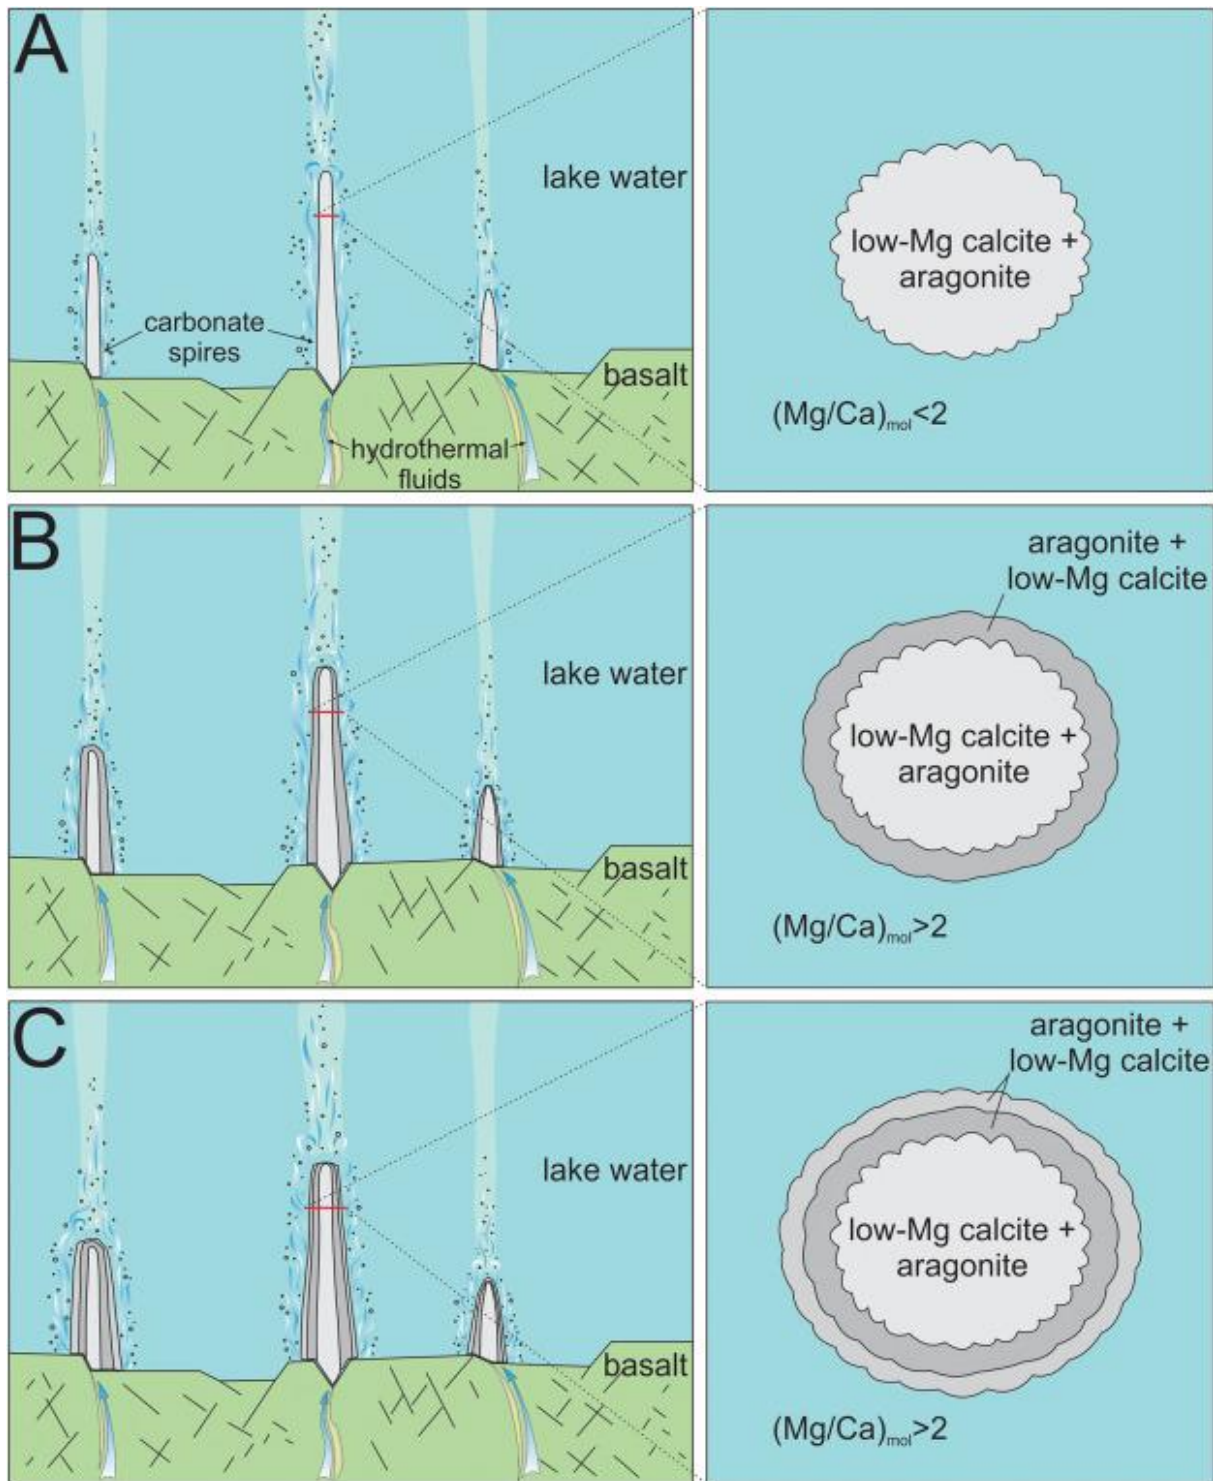 A
lake water
carbonate
spires
basalt
hydrothermal
fluids
low-Mg calcite +
aragonite
(Mg/Ca)mol<2
B
lake water
basalt
aragonite +
low-Mg calcite
low-Mg calcite +
aragonite
(Mg/Ca)mol>2
C
lake water
basalt
aragonite +
low-Mg calcite
low-Mg calcite +
aragonite
(Mg/Ca)mol>2